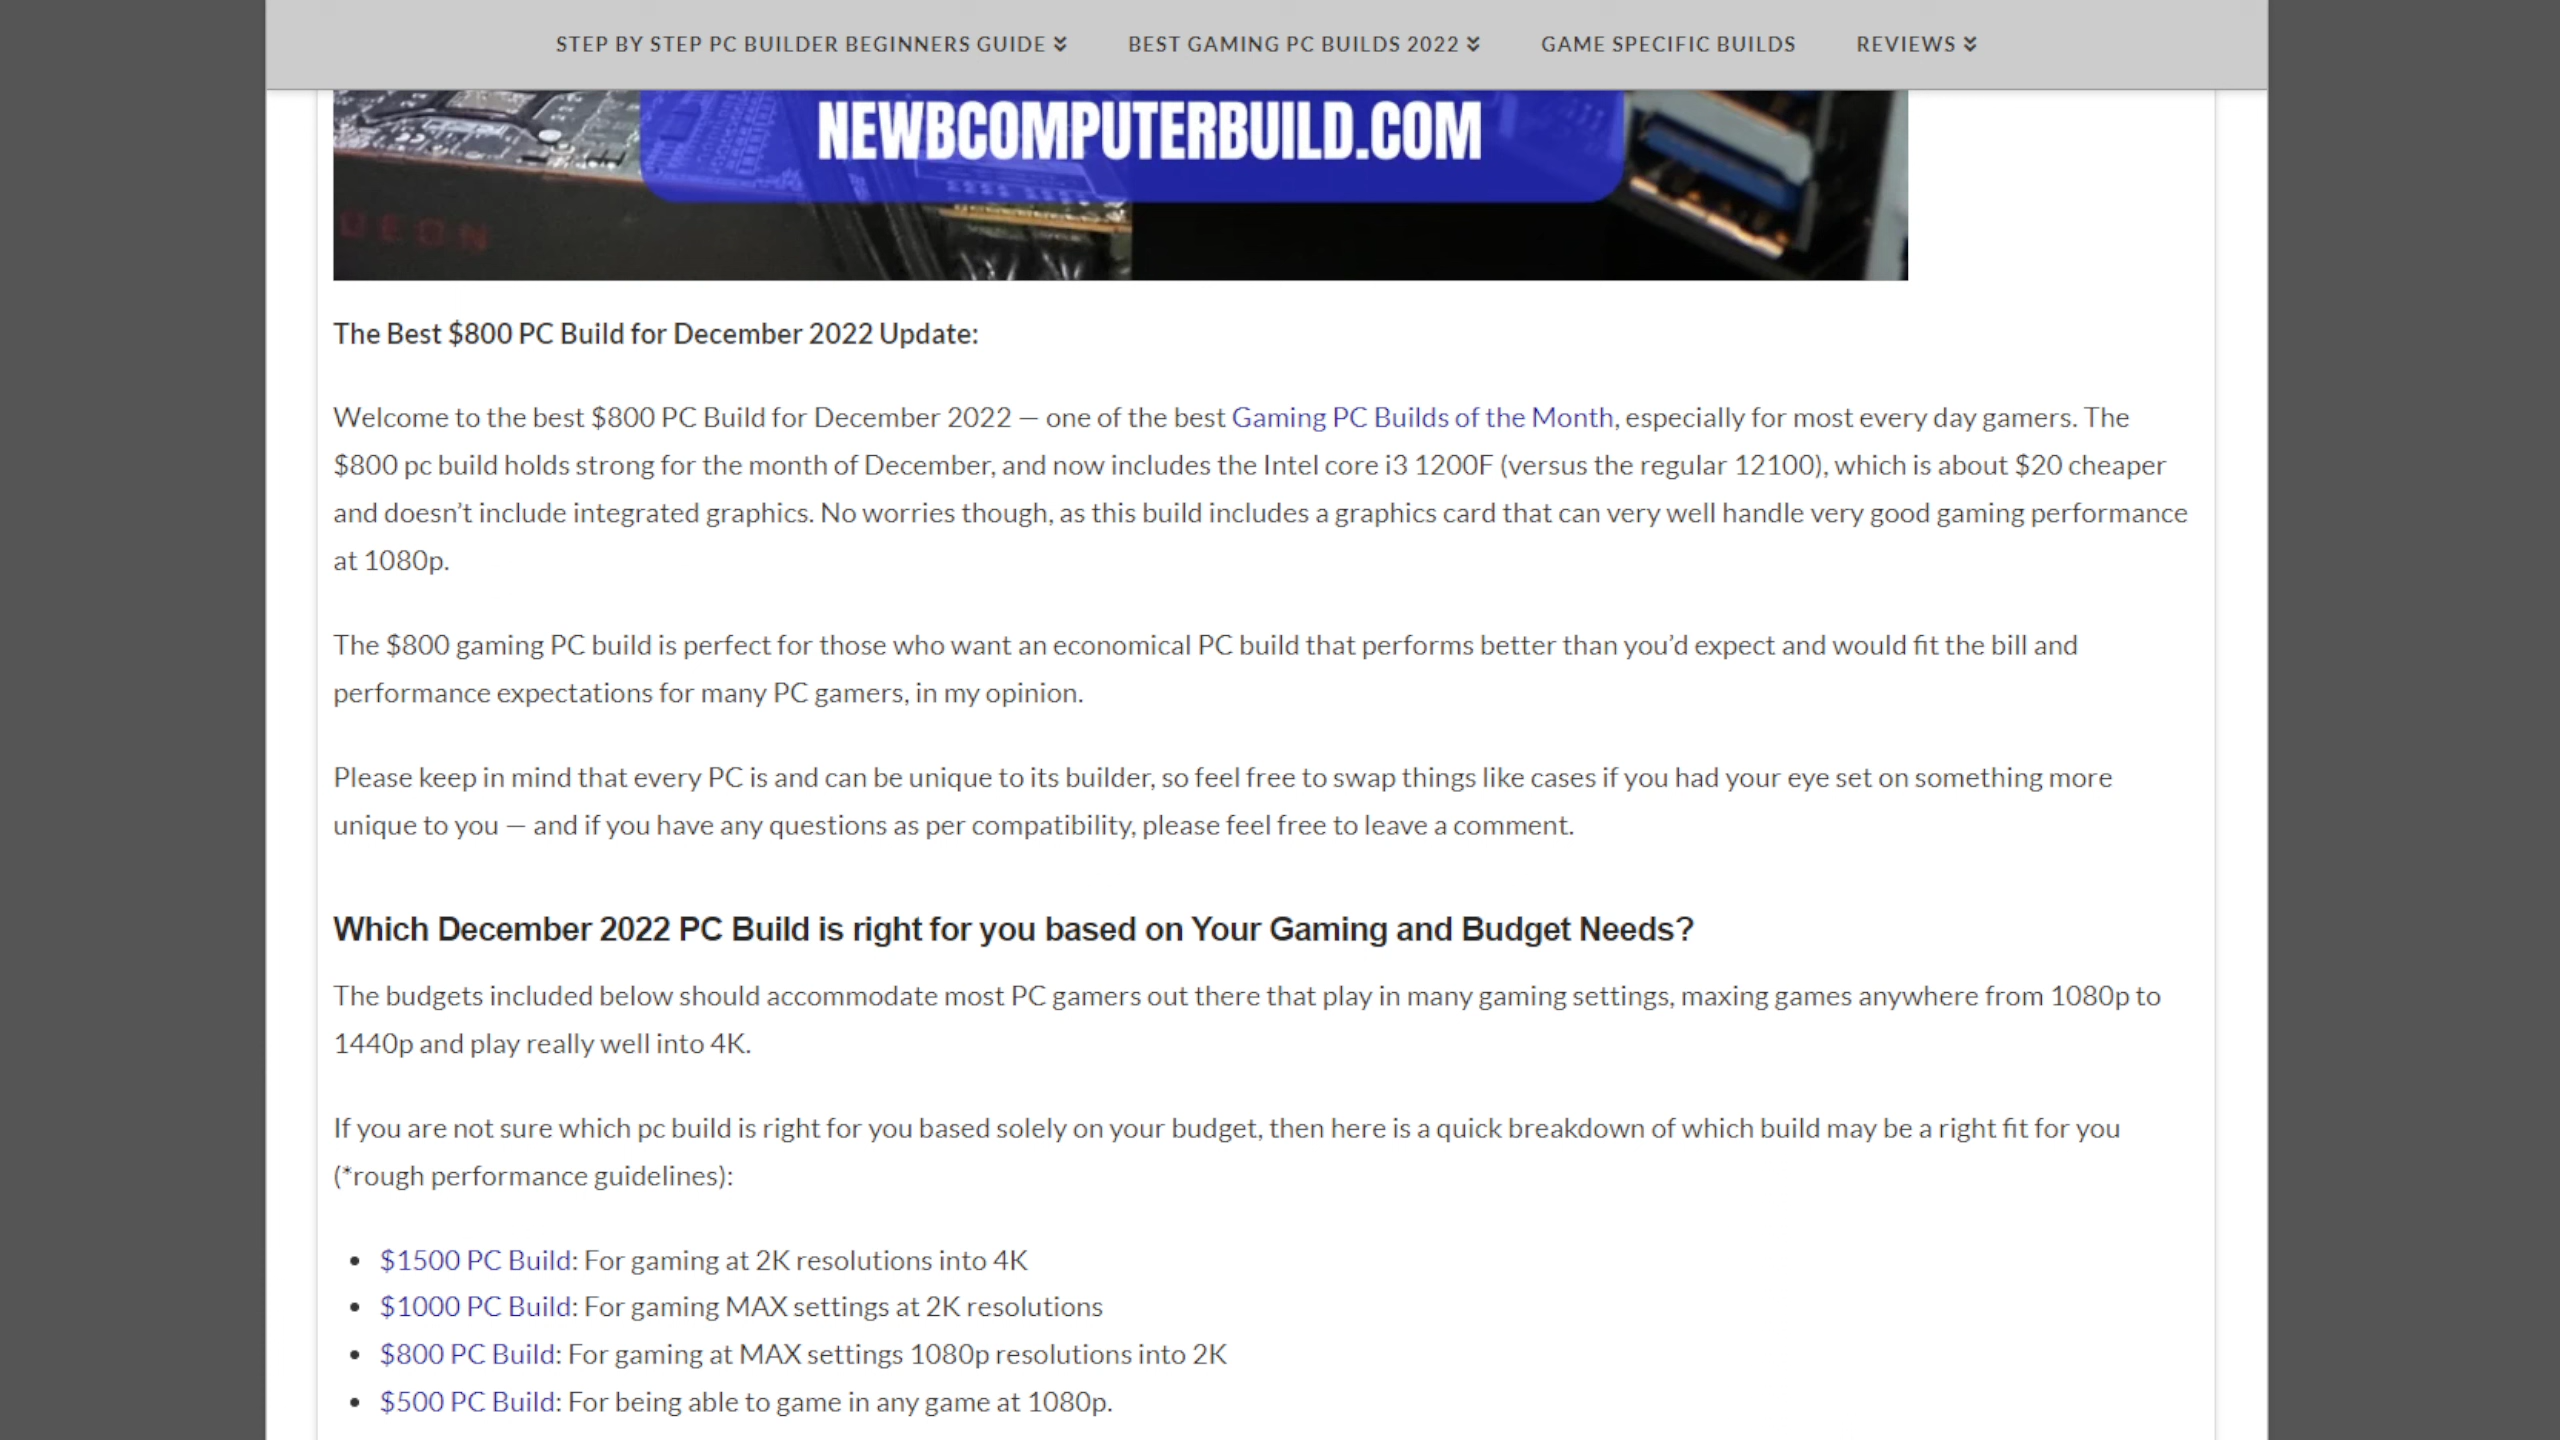 STEP BY STEP PC BUILDER BEGINNERS GUIDE
BEST GAMING PC BUILDS 2022
GAME SPECIFIC BUILDS
REVIEWS
NEWBCOMPUTERBUILD.COM
The Best $800 PC Build for December 2022 Update:
Welcome to the best $800 PC Build for December 2022 — one of the best Gaming PC Builds of the Month, especially for most every day gamers. The
$800 pc build holds strong for the month of December, and now includes the Intel core i3 1200F (versus the regular 12100), which is about $20 cheaper
and doesn’t include integrated graphics. No worries though, as this build includes a graphics card that can very well handle very good gaming performance
at 1080p.
The $800 gaming PC build is perfect for those who want an economical PC build that performs better than you’d expect and would fit the bill and
performance expectations for many PC gamers, in my opinion.
Please keep in mind that every PC is and can be unique to its builder, so feel free to swap things like cases if you had your eye set on something more
unique to you — and if you have any questions as per compatibility, please feel free to leave a comment.
Which December 2022 PC Build is right for you based on Your Gaming and Budget Needs?
The budgets included below should accommodate most PC gamers out there that play in many gaming settings, maxing games anywhere from 1080p to
1440p and play really well into 4K.
If you are not sure which pc build is right for you based solely on your budget, then here is a quick breakdown of which build may be a right fit for you
(*rough performance guidelines):
• $1500 PC Build: For gaming at 2K resolutions into 4K
• $1000 PC Build: For gaming MAX settings at 2K resolutions
• $800 PC Build: For gaming at MAX settings 1080p resolutions into 2K
• $500 PC Build: For being able to game in any game at 1080p.